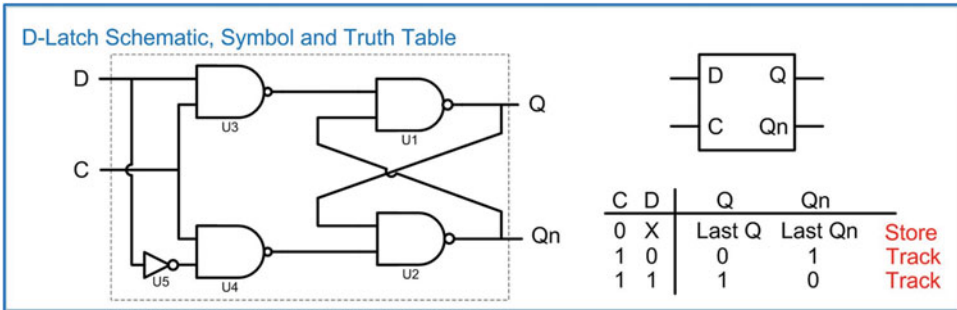 D-Latch Schematic, Symbol and Truth Table
D
U3
U1
Q
C
U5
U4
U2
Qn
D Q
C Qn
C D Q Qn
0 X Last Q Last Qn Store
1 0 0 1 Track
1 1 1 0 Track